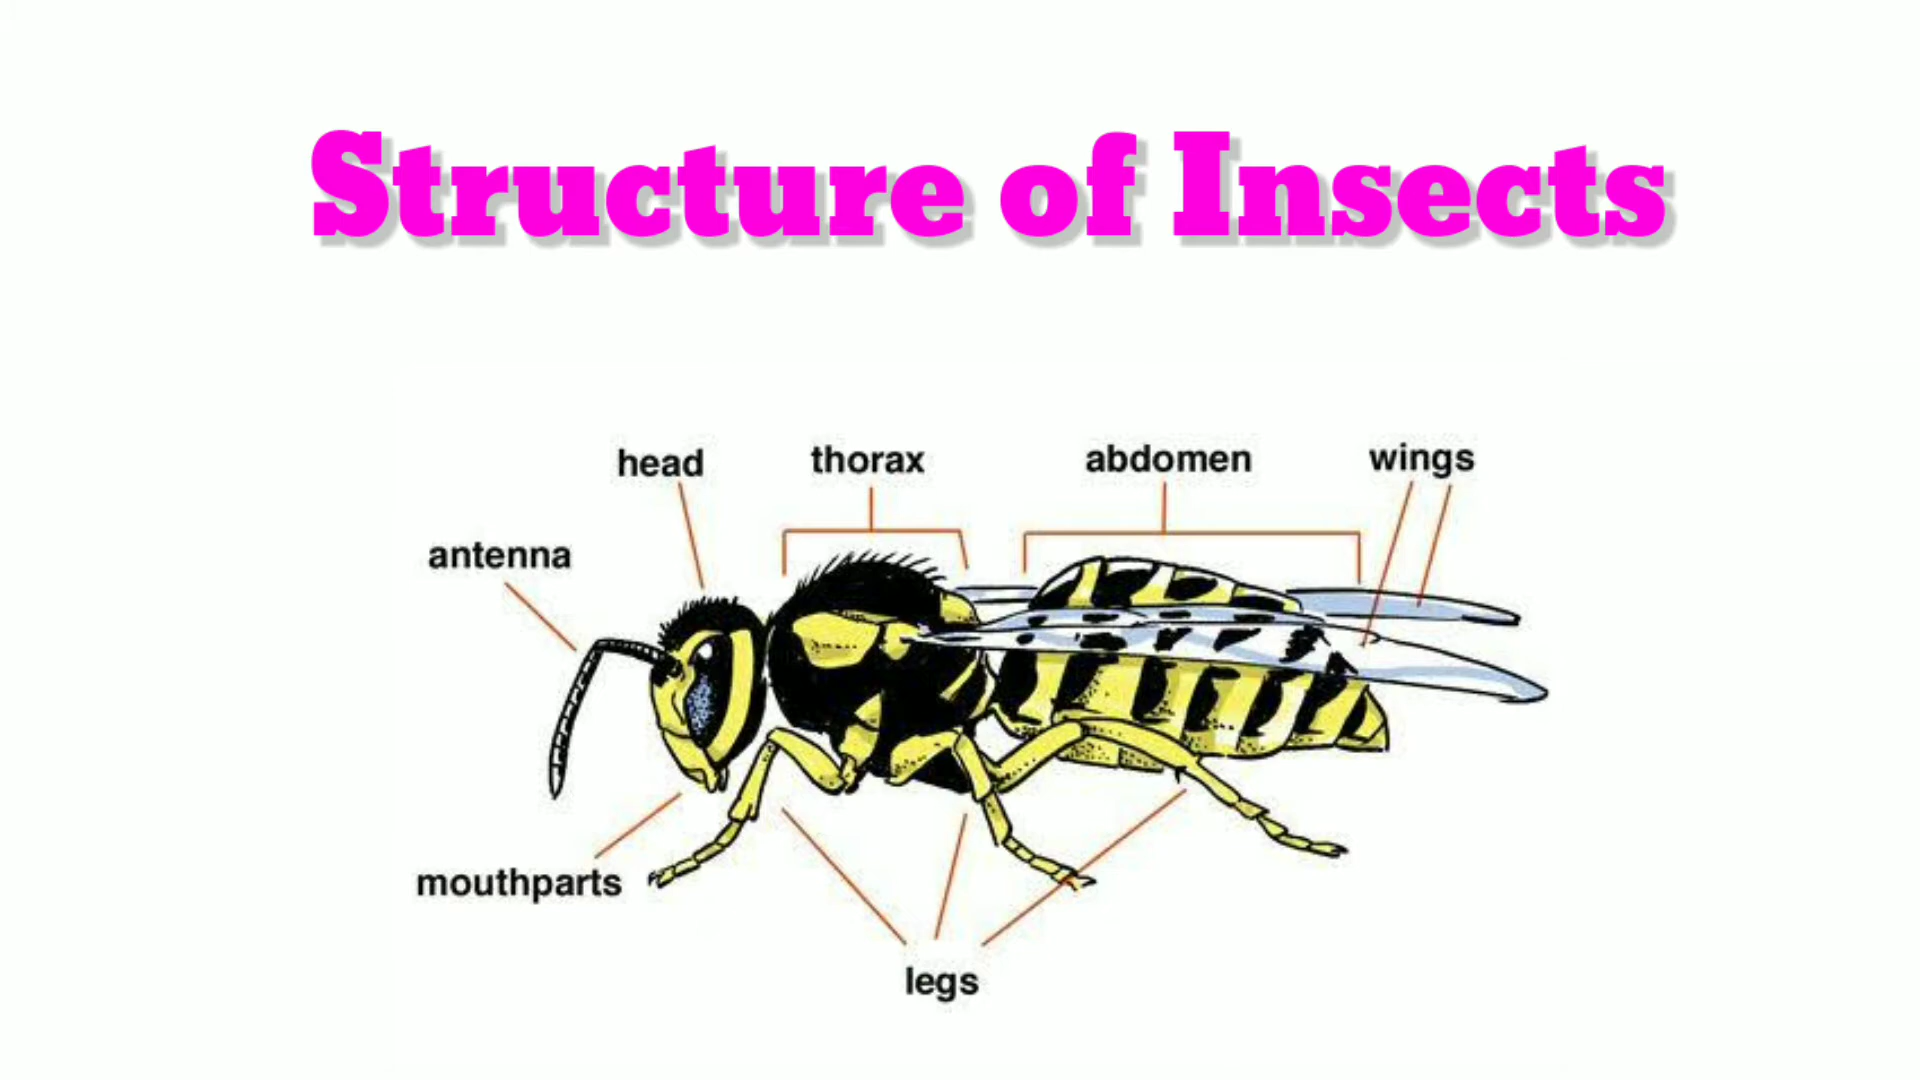 Structure of Insects
head
thorax
abdomen
wings
antenna
mouthparts
legs